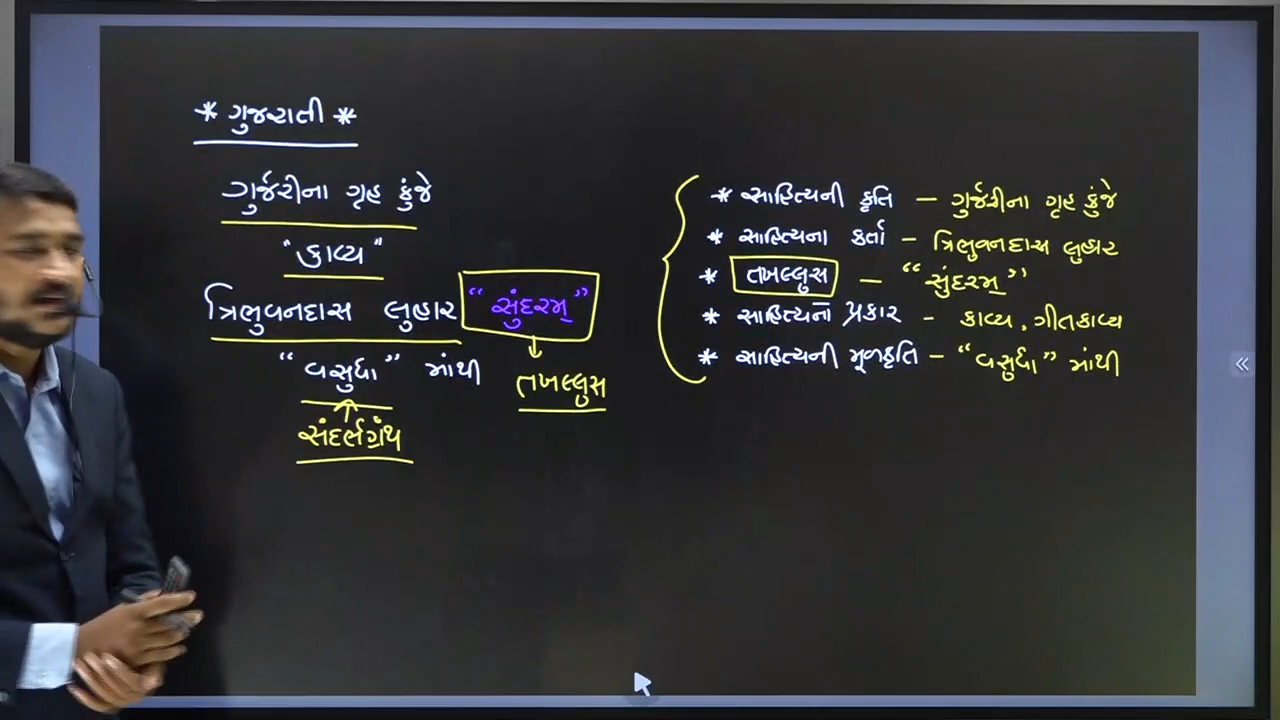 * ગુજરાતી *
ગુર્જરીના ગૃહ કુંજે
"કાવ્ય"
ત્રિભુવનદાસ લુહાર "સુંદરમ્"
"વસુર્ધા" માંથી
તખલ્લુસ
સંદર્ભગ્રંથ
* સાહિત્યની કૃતિ – ગુર્જરીના ગૃહ કુંજે
* સાહિત્યના કર્તા – ત્રિભુવનદાસ લુહાર
* તખલ્લુસ – "સુંદરમ્"
* સાહિત્યનો પ્રકાર – કાવ્ય, ગીતકાવ્ય
* સાહિત્યની મૂળકૃતિ – "વસુર્ધા" માંથી